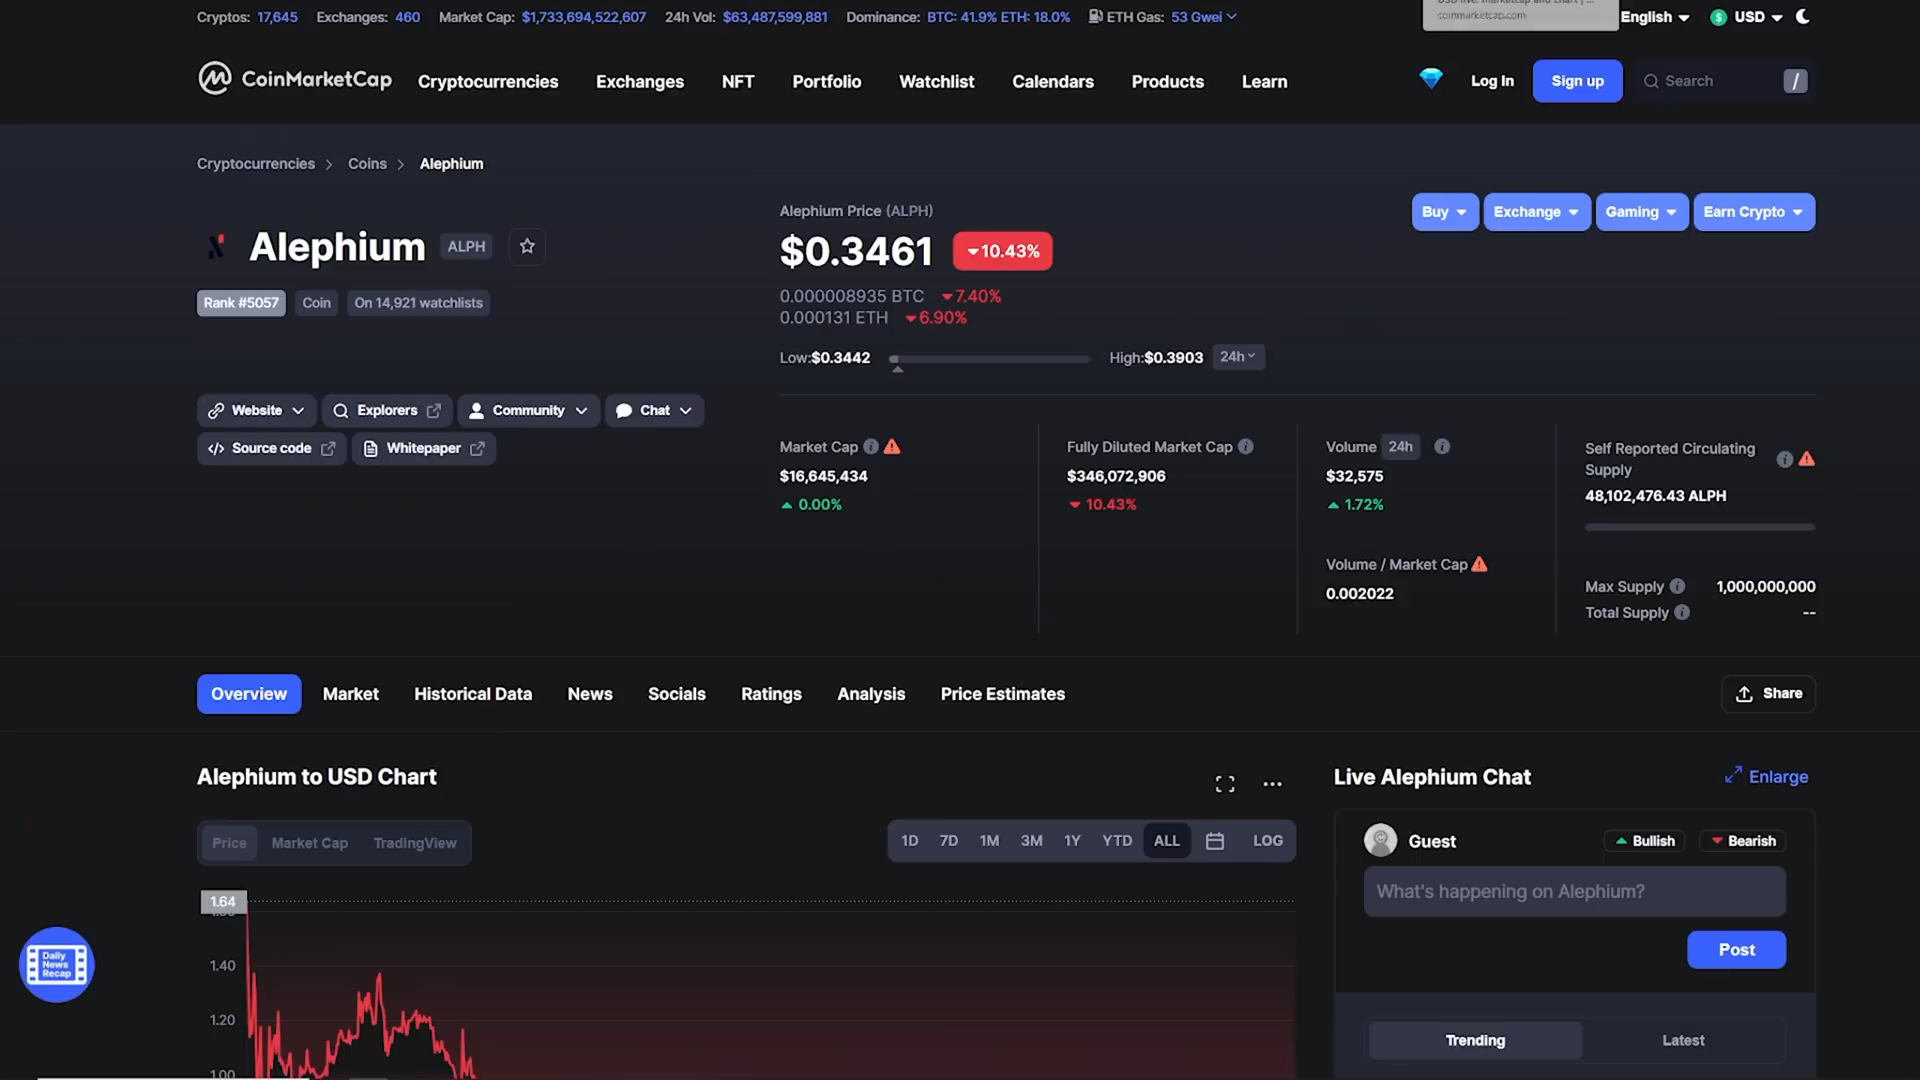 Cryptos: 17,645 Exchanges: 460 Market Cap: $1,733,694,522,607 24h Vol: $63,487,599,881 Dominance: BTC: 41.9% ETH: 18.0% ETH Gas: 53 Gwei
coinmarketcap.com
English USD
CoinMarketCap Cryptocurrencies Exchanges NFT Portfolio Watchlist Calendars Products Learn Log In Sign up Search /
Cryptocurrencies Coins Alephium
Alephium ALPH
Rank #5057 Coin On 14,921 watchlists
Website Explorers Community Chat
Source code Whitepaper
Alephium Price (ALPH)
$0.3461 10.43%
0.000008935 BTC 7.40%
0.000131 ETH 6.90%
Low:$0.3442 High:$0.3903 24h
Buy Exchange Gaming Earn Crypto
Market Cap
$16,645,434
0.00%
Fully Diluted Market Cap
$346,072,906
10.43%
Volume 24h
$32,575
1.72%
Volume / Market Cap
0.002022
Self Reported Circulating
Supply
48,102,476.43 ALPH
Max Supply 1,000,000,000
Total Supply --
Overview Market Historical Data News Socials Ratings Analysis Price Estimates Share
Alephium to USD Chart
Price Market Cap TradingView 1D 7D 1M 3M 1Y YTD ALL LOG
1.64
1.40
1.20
1.00
Daily
News
Recap
Live Alephium Chat Enlarge
Guest Bullish Bearish
What's happening on Alephium?
Post
Trending Latest